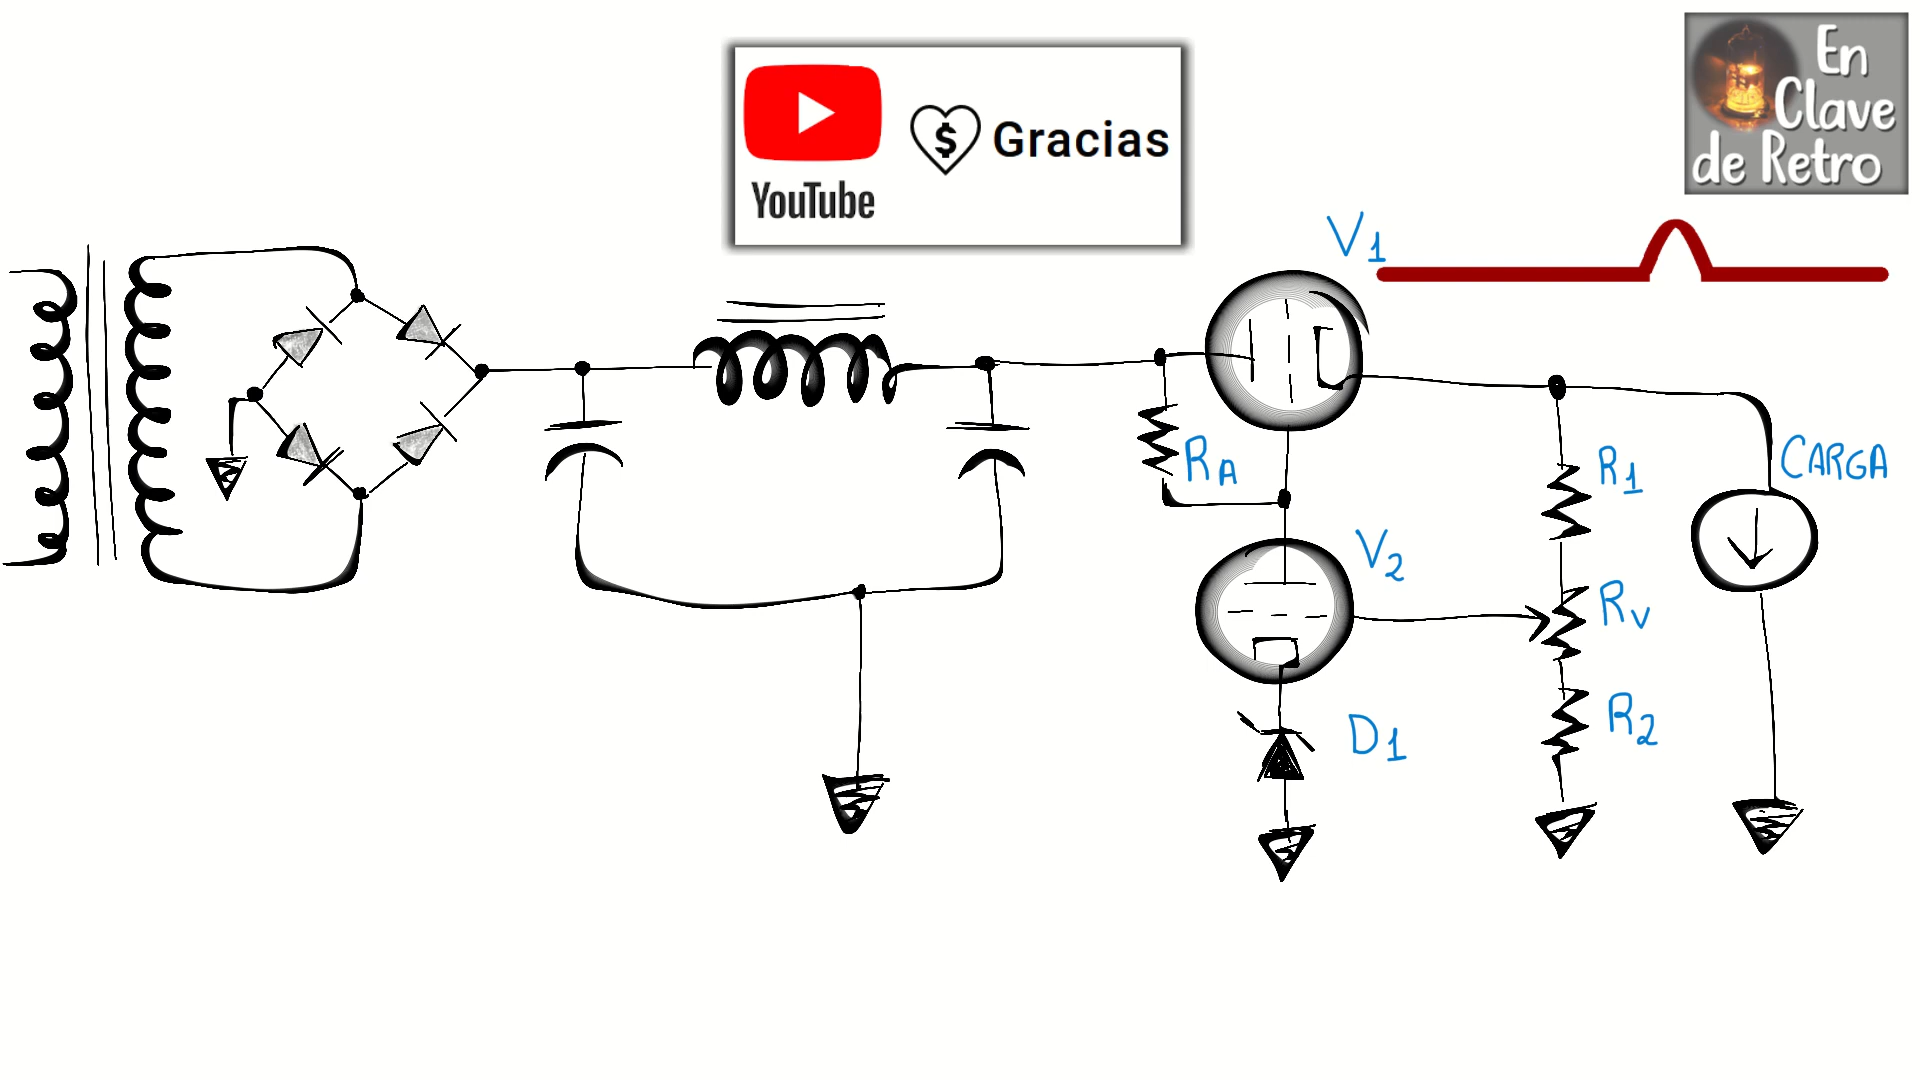 YouTube
$ Gracias
En
Clave
de Retro
V1
RA
R1
CARGA
V2
RV
D1
R2